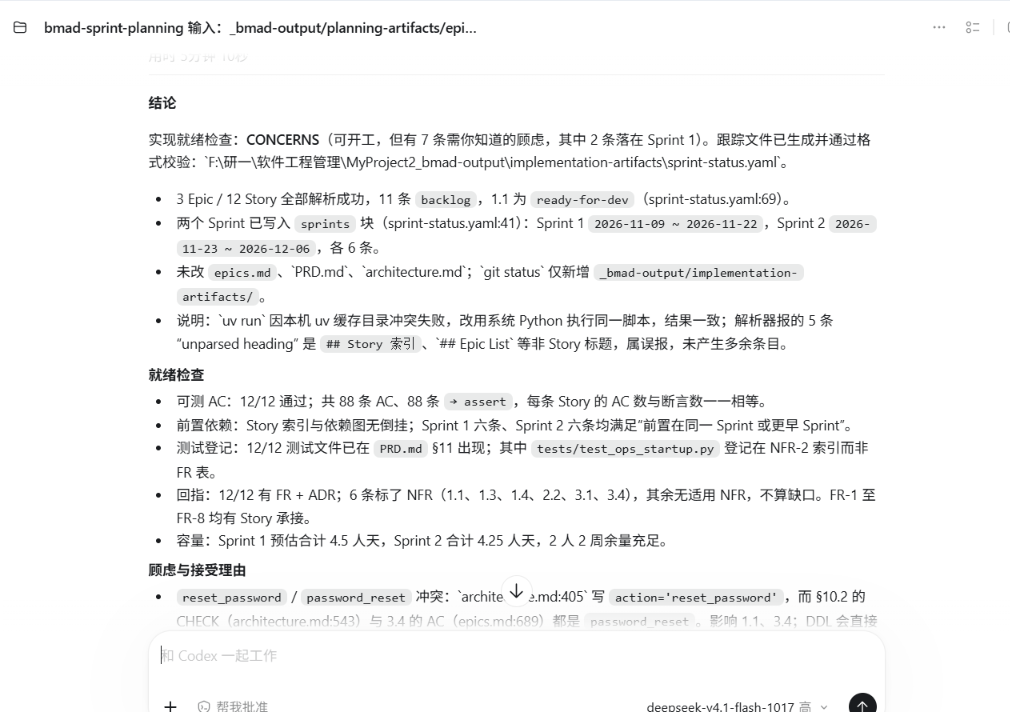 bmad-sprint-planning 输入：_bmad-output/planning-artifacts/epi...
用时 5分钟 10秒
结论
实现就绪检查：CONCERNS（可开工，但有 7 条需你知道的顾虑，其中 2 条落在 Sprint 1）。跟踪文件已生成并通过格
式校验：`F:\研一\软件工程管理\MyProject2_bmad-output\implementation-artifacts\sprint-status.yaml`。
• 3 Epic / 12 Story 全部解析成功，11 条 backlog ，1.1 为 ready-for-dev （sprint-status.yaml:69）。
• 两个 Sprint 已写入 sprints 块（sprint-status.yaml:41）：Sprint 1 2026-11-09 ~ 2026-11-22 ，Sprint 2 2026-
11-23 ~ 2026-12-06 ，各 6 条。
• 未改 epics.md 、`PRD.md`、`architecture.md`；`git status` 仅新增 _bmad-output/implementation-
artifacts/ 。
• 说明：`uv run` 因本机 uv 缓存目录冲突失败，改用系统 Python 执行同一脚本，结果一致；解析器报的 5 条
“unparsed heading” 是 ## Story 索引 、`## Epic List` 等非 Story 标题，属误报，未产生多余条目。
就绪检查
• 可测 AC：12/12 通过；共 88 条 AC、88 条 → assert ，每条 Story 的 AC 数与断言数一一相等。
• 前置依赖：Story 索引与依赖图无倒挂；Sprint 1 六条、Sprint 2 六条均满足“前置在同一 Sprint 或更早 Sprint”。
• 测试登记：12/12 测试文件已在 PRD.md §11 出现；其中 tests/test_ops_startup.py 登记在 NFR-2 索引而非
FR 表。
• 回指：12/12 有 FR + ADR；6 条标了 NFR（1.1、1.3、1.4、2.2、3.1、3.4），其余无适用 NFR，不算缺口。FR-1 至
FR-8 均有 Story 承接。
• 容量：Sprint 1 预估合计 4.5 人天，Sprint 2 合计 4.25 人天，2 人 2 周余量充足。
顾虑与接受理由
• reset_password / password_reset 冲突：`archite e.md:405` 写 action='reset_password' ，而 §10.2 的
CHECK（architecture.md:543）与 3.4 的 AC（epics.md:689）都是 password_reset 。影响 1.1、3.4；DDL 会直接
和 Codex 一起工作
帮我批准
deepseek-v4.1-flash-1017 高